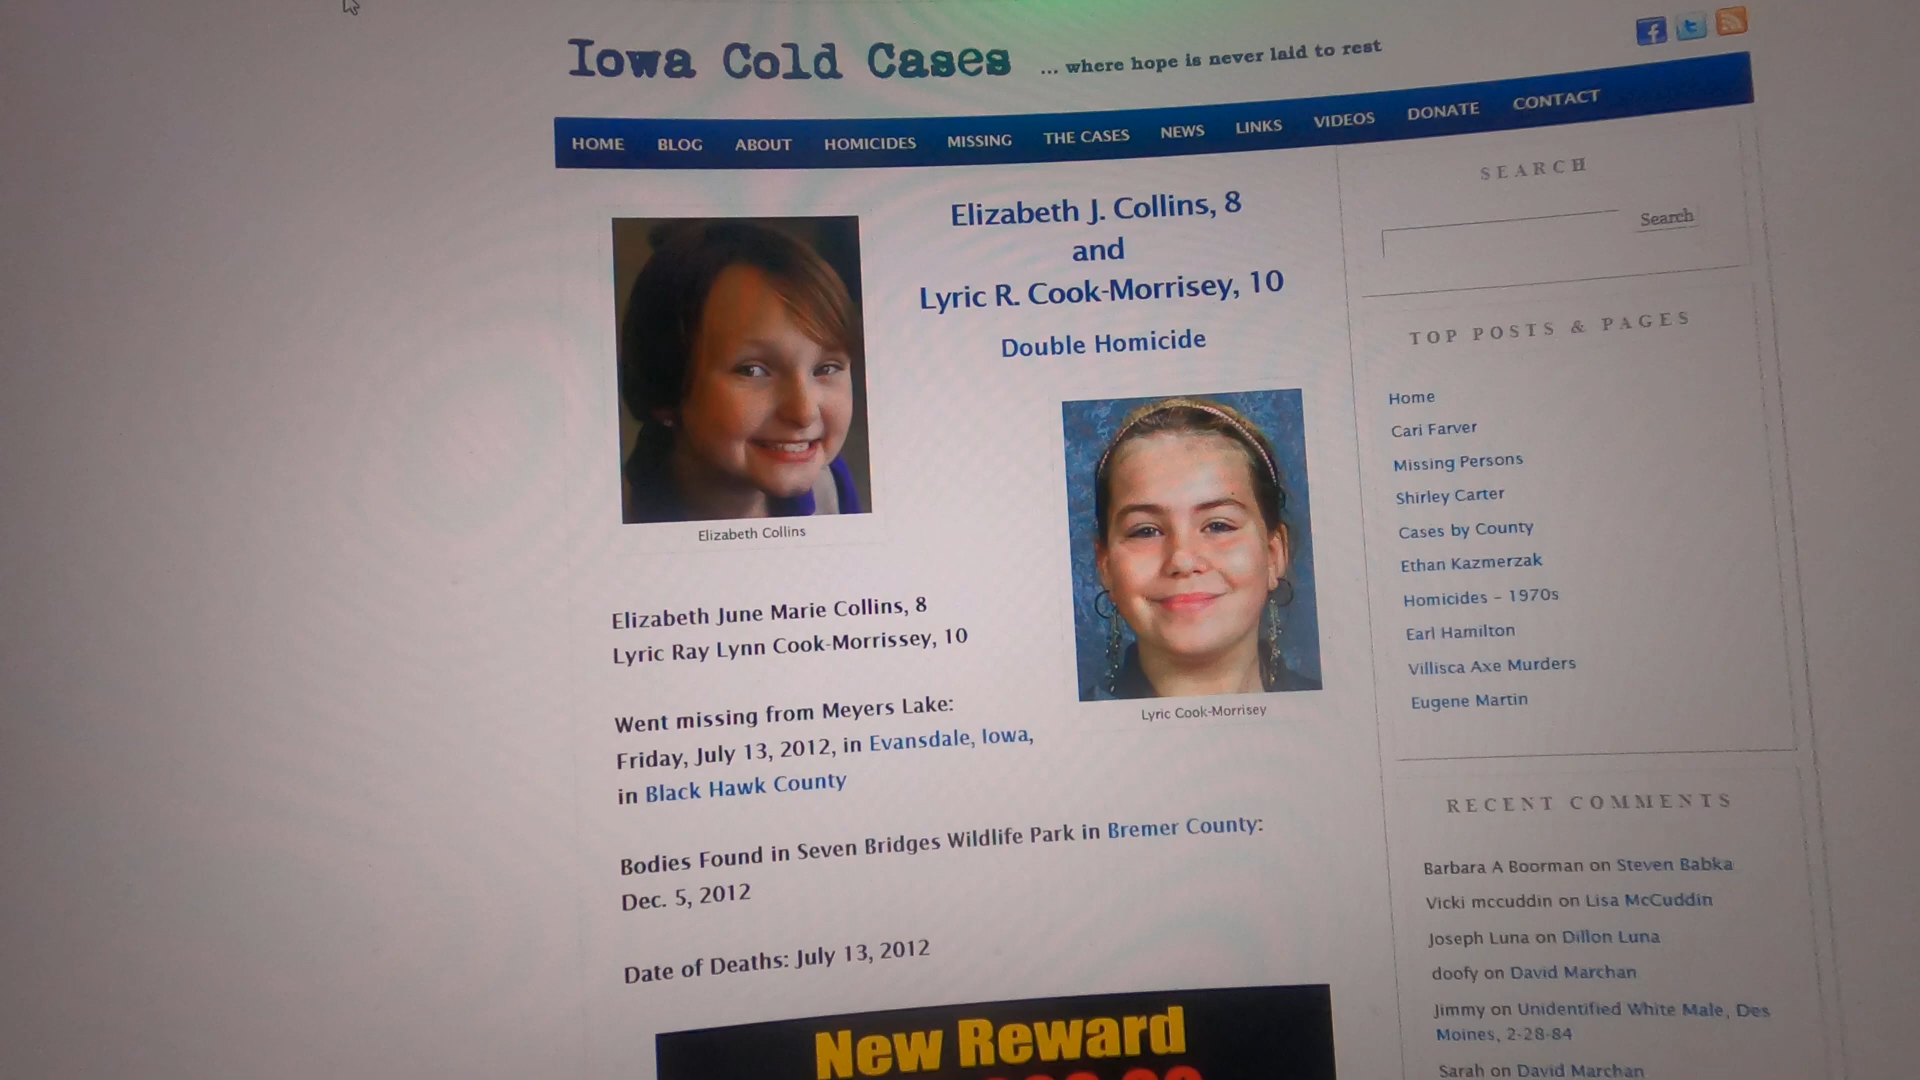 Iowa Cold Cases
... where hope is never laid to rest
HOME BLOG ABOUT HOMICIDES MISSING THE CASES NEWS LINKS VIDEOS DONATE CONTACT
Elizabeth J. Collins, 8
and
Lyric R. Cook-Morrisey, 10
Double Homicide
Elizabeth Collins
Lyric Cook-Morrisey
Elizabeth June Marie Collins, 8
Lyric Ray Lynn Cook-Morrissey, 10
Went missing from Meyers Lake:
Friday, July 13, 2012, in Evansdale, Iowa,
in Black Hawk County
Bodies Found in Seven Bridges Wildlife Park in Bremer County:
Dec. 5, 2012
Date of Deaths: July 13, 2012
New Reward
SEARCH
Search
TOP POSTS & PAGES
Home
Cari Farver
Missing Persons
Shirley Carter
Cases by County
Ethan Kazmerzak
Homicides – 1970s
Earl Hamilton
Villisca Axe Murders
Eugene Martin
RECENT COMMENTS
Barbara A Boorman on Steven Babka
Vicki mccuddin on Lisa McCuddin
Joseph Luna on Dillon Luna
doofy on David Marchan
Jimmy on Unidentified White Male, Des
Moines, 2-28-84
Sarah on David Marchan